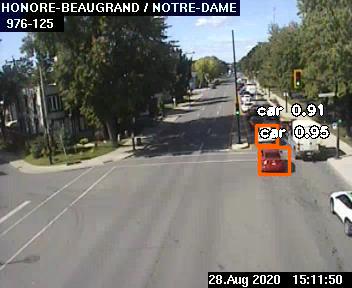 HONORE-BEAUGRAND / NOTRE-DAME
976-125
car 0.91
car 0.95
28.Aug 2020 15:11:50